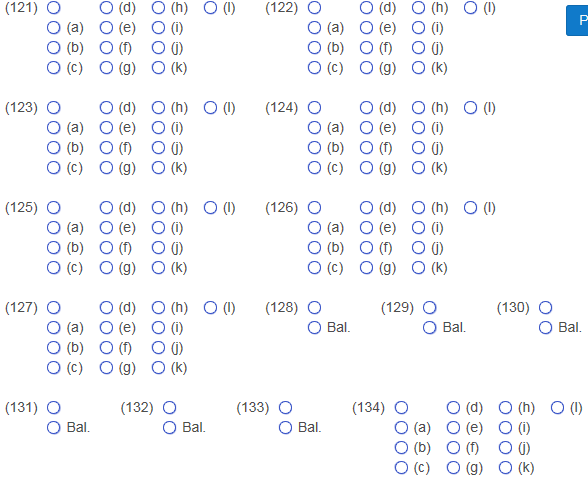 (121) (d) (h) (l) (122) (d) (h) (l) P
(a) (e) (i) (a) (e) (i)
(b) (f) (j) (b) (f) (j)
(c) (g) (k) (c) (g) (k)
(123) (d) (h) (l) (124) (d) (h) (l)
(a) (e) (i) (a) (e) (i)
(b) (f) (j) (b) (f) (j)
(c) (g) (k) (c) (g) (k)
(125) (d) (h) (l) (126) (d) (h) (l)
(a) (e) (i) (a) (e) (i)
(b) (f) (j) (b) (f) (j)
(c) (g) (k) (c) (g) (k)
(127) (d) (h) (l) (128) (129) (130)
(a) (e) (i) Bal. Bal. Bal.
(b) (f) (j)
(c) (g) (k)
(131) (132) (133) (134) (d) (h) (l)
Bal. Bal. Bal. (a) (e) (i)
(b) (f) (j)
(c) (g) (k)